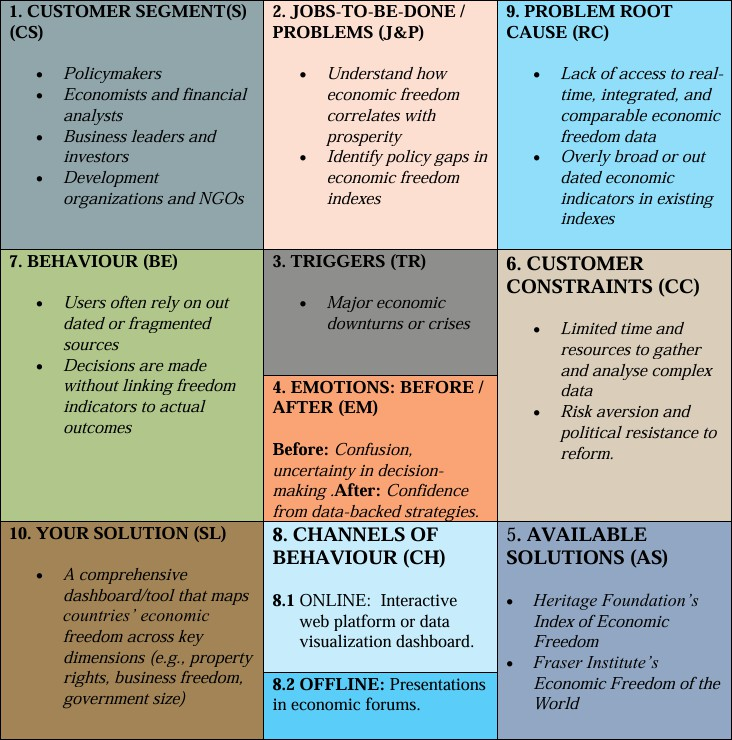 1. CUSTOMER SEGMENT(S)
(CS)
• Policymakers
• Economists and financial
analysts
• Business leaders and
investors
• Development
organizations and NGOs
2. JOBS-TO-BE-DONE /
PROBLEMS (J&P)
• Understand how
economic freedom
correlates with
prosperity
• Identify policy gaps in
economic freedom
indexes
9. PROBLEM ROOT
CAUSE (RC)
• Lack of access to real-
time, integrated, and
comparable economic
freedom data
• Overly broad or out
dated economic
indicators in existing
indexes
7. BEHAVIOUR (BE)
• Users often rely on out
dated or fragmented
sources
• Decisions are made
without linking freedom
indicators to actual
outcomes
3. TRIGGERS (TR)
• Major economic
downturns or crises
4. EMOTIONS: BEFORE /
AFTER (EM)
Before: Confusion,
uncertainty in decision-
making .After: Confidence
from data-backed strategies.
6. CUSTOMER
CONSTRAINTS (CC)
• Limited time and
resources to gather
and analyse complex
data
• Risk aversion and
political resistance to
reform.
10. YOUR SOLUTION (SL)
• A comprehensive
dashboard/tool that maps
countries’ economic
freedom across key
dimensions (e.g., property
rights, business freedom,
government size)
8. CHANNELS OF
BEHAVIOUR (CH)
8.1 ONLINE: Interactive
web platform or data
visualization dashboard.
8.2 OFFLINE: Presentations
in economic forums.
5. AVAILABLE
SOLUTIONS (AS)
• Heritage Foundation’s
Index of Economic
Freedom
• Fraser Institute’s
Economic Freedom of the
World